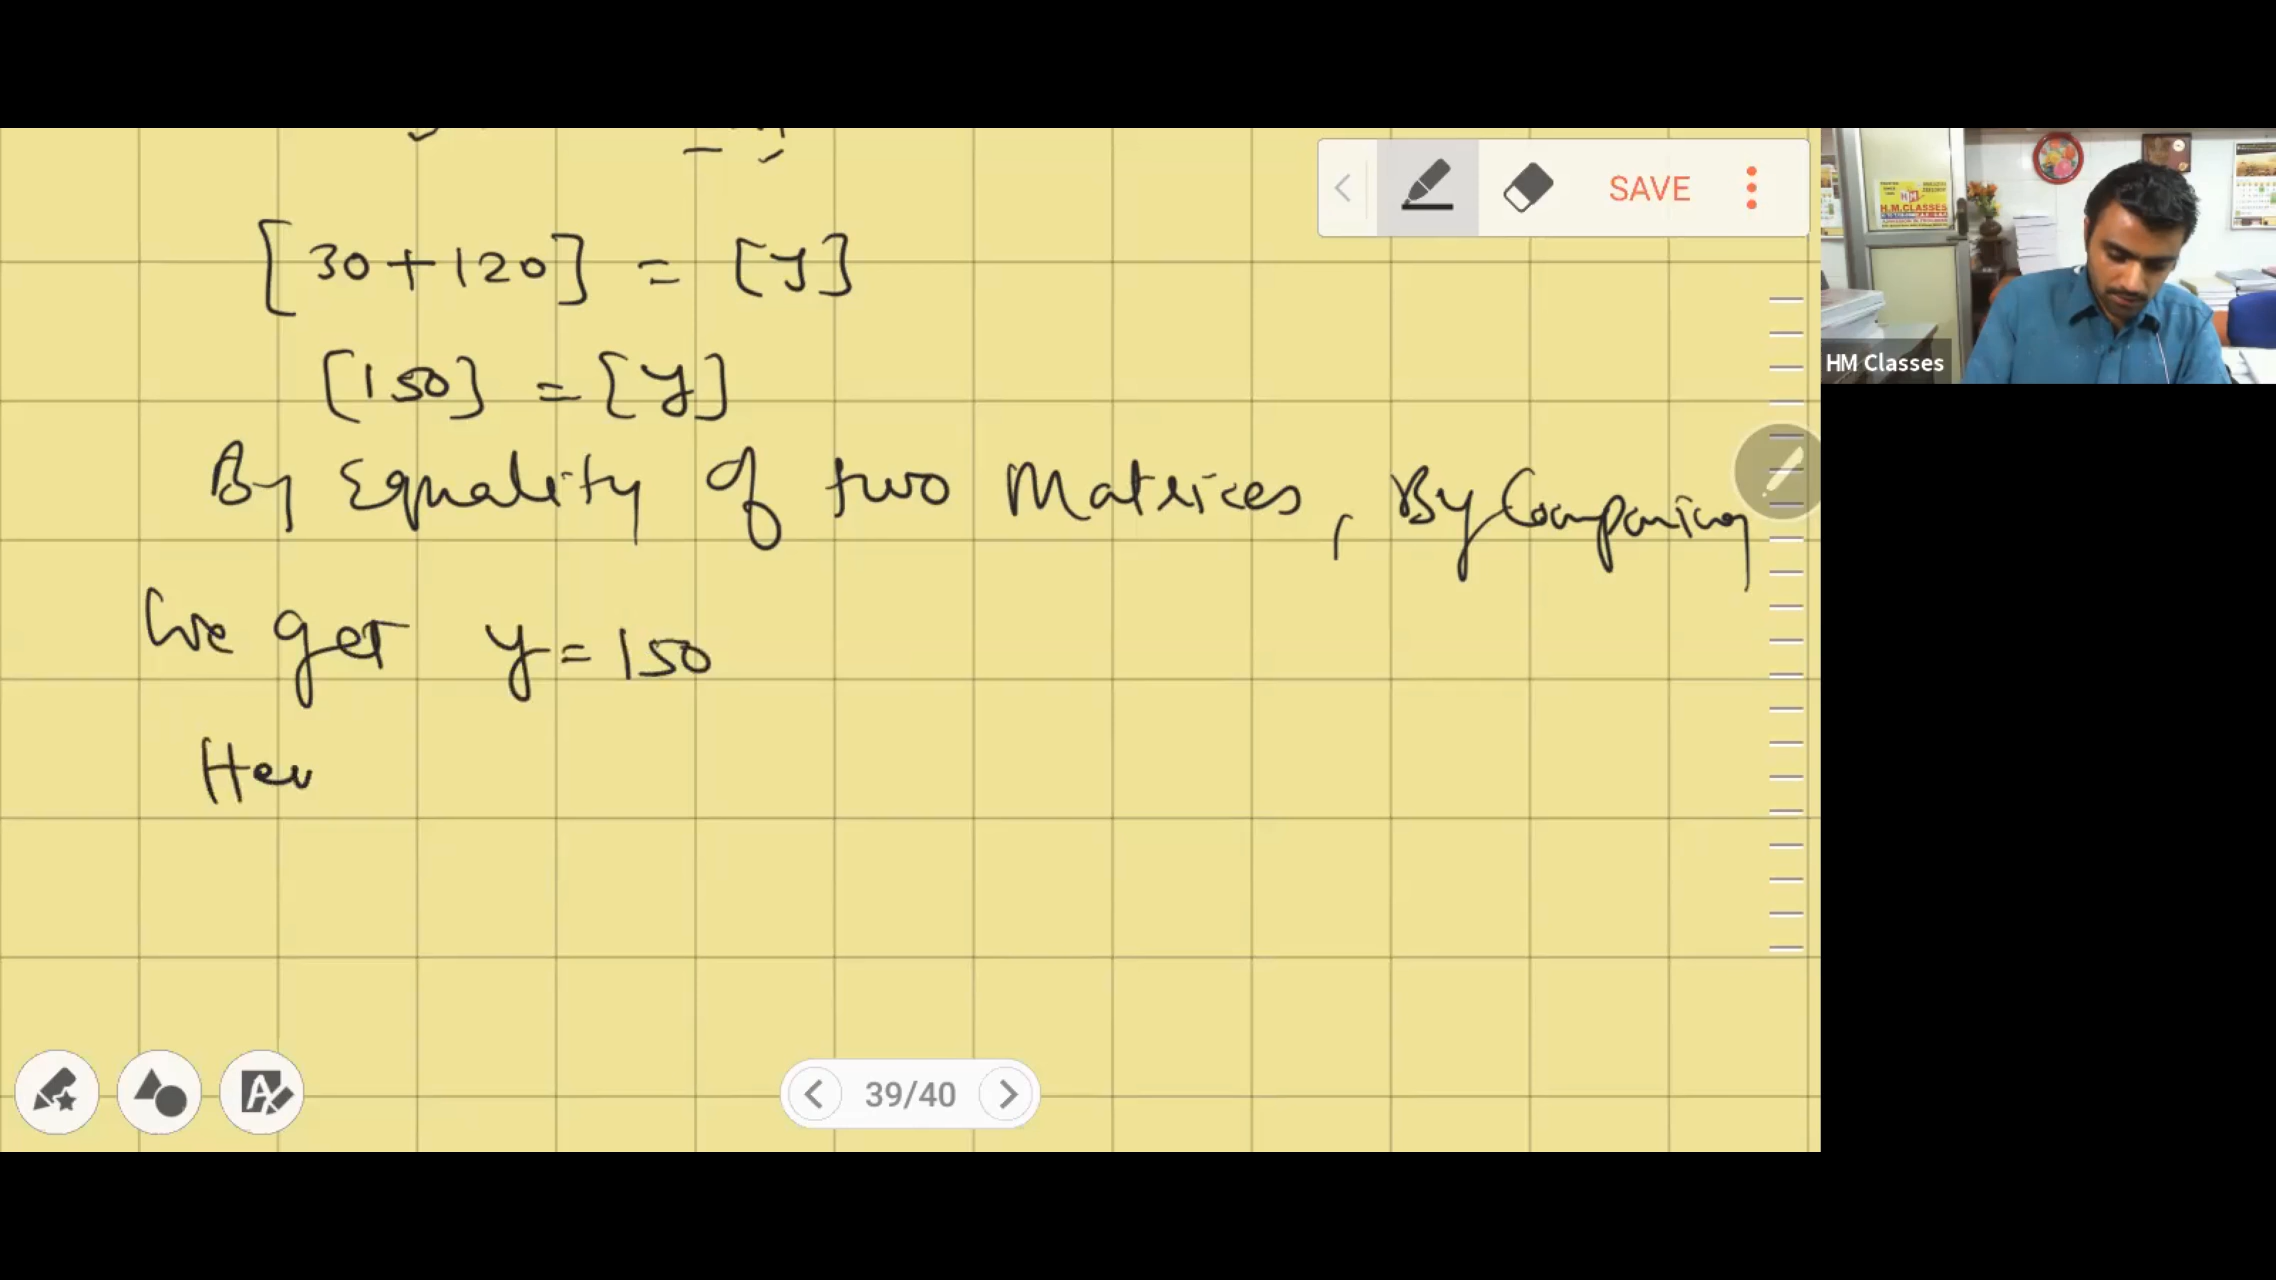 [30+120] = [y]
[150] = [y]
By Equality of two Matrices, By Comparing
We get y = 150
Hen
SAVE
39/40
H.M.CLASSES
HM Classes